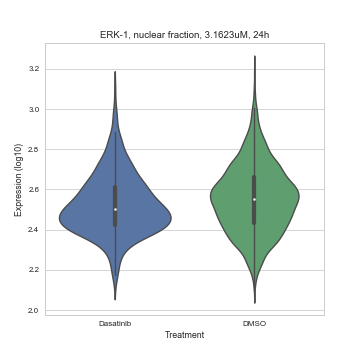 ERK-1, nuclear fraction, 3.1623uM, 24h
3.2
3.0
2.8
2.6
2.4
2.2
2.0
Expression (log10)
Dasatinib DMSO
Treatment